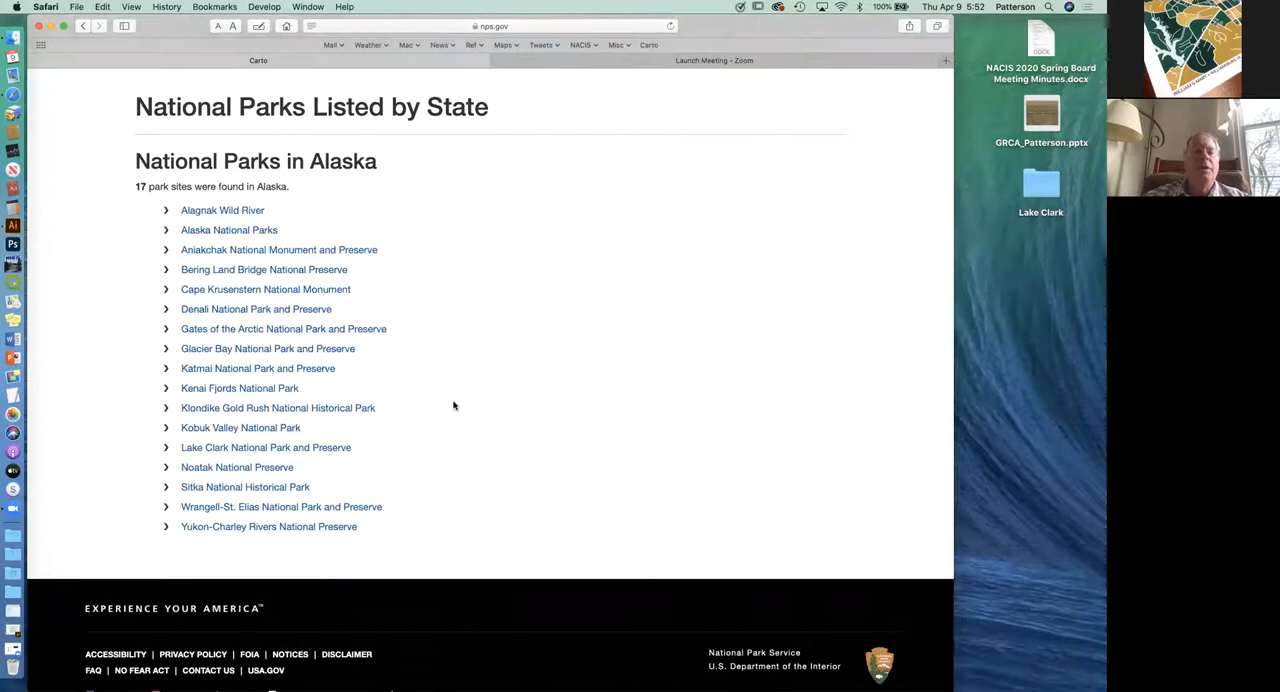 Safari File Edit View History Bookmarks Develop Window Help 100% Thu Apr 9 5:52 Patterson
A A nps.gov
Mail Weather Mac News Ref Maps Tweets NACIS Misc Carto
Carto Launch Meeting - Zoom
National Parks Listed by State
National Parks in Alaska
17 park sites were found in Alaska.
Alagnak Wild River
Alaska National Parks
Aniakchak National Monument and Preserve
Bering Land Bridge National Preserve
Cape Krusenstern National Monument
Denali National Park and Preserve
Gates of the Arctic National Park and Preserve
Glacier Bay National Park and Preserve
Katmai National Park and Preserve
Kenai Fjords National Park
Klondike Gold Rush National Historical Park
Kobuk Valley National Park
Lake Clark National Park and Preserve
Noatak National Preserve
Sitka National Historical Park
Wrangell-St. Elias National Park and Preserve
Yukon-Charley Rivers National Preserve
EXPERIENCE YOUR AMERICA™
ACCESSIBILITY | PRIVACY POLICY | FOIA | NOTICES | DISCLAIMER
FAQ | NO FEAR ACT | CONTACT US | USA.GOV
National Park Service
U.S. Department of the Interior
DOCX
NACIS 2020 Spring Board
Meeting Minutes.docx
GRCA_Patterson.pptx
Lake Clark
Ai
Ps
WILLIAM & MARY • WILLIAMSBURG